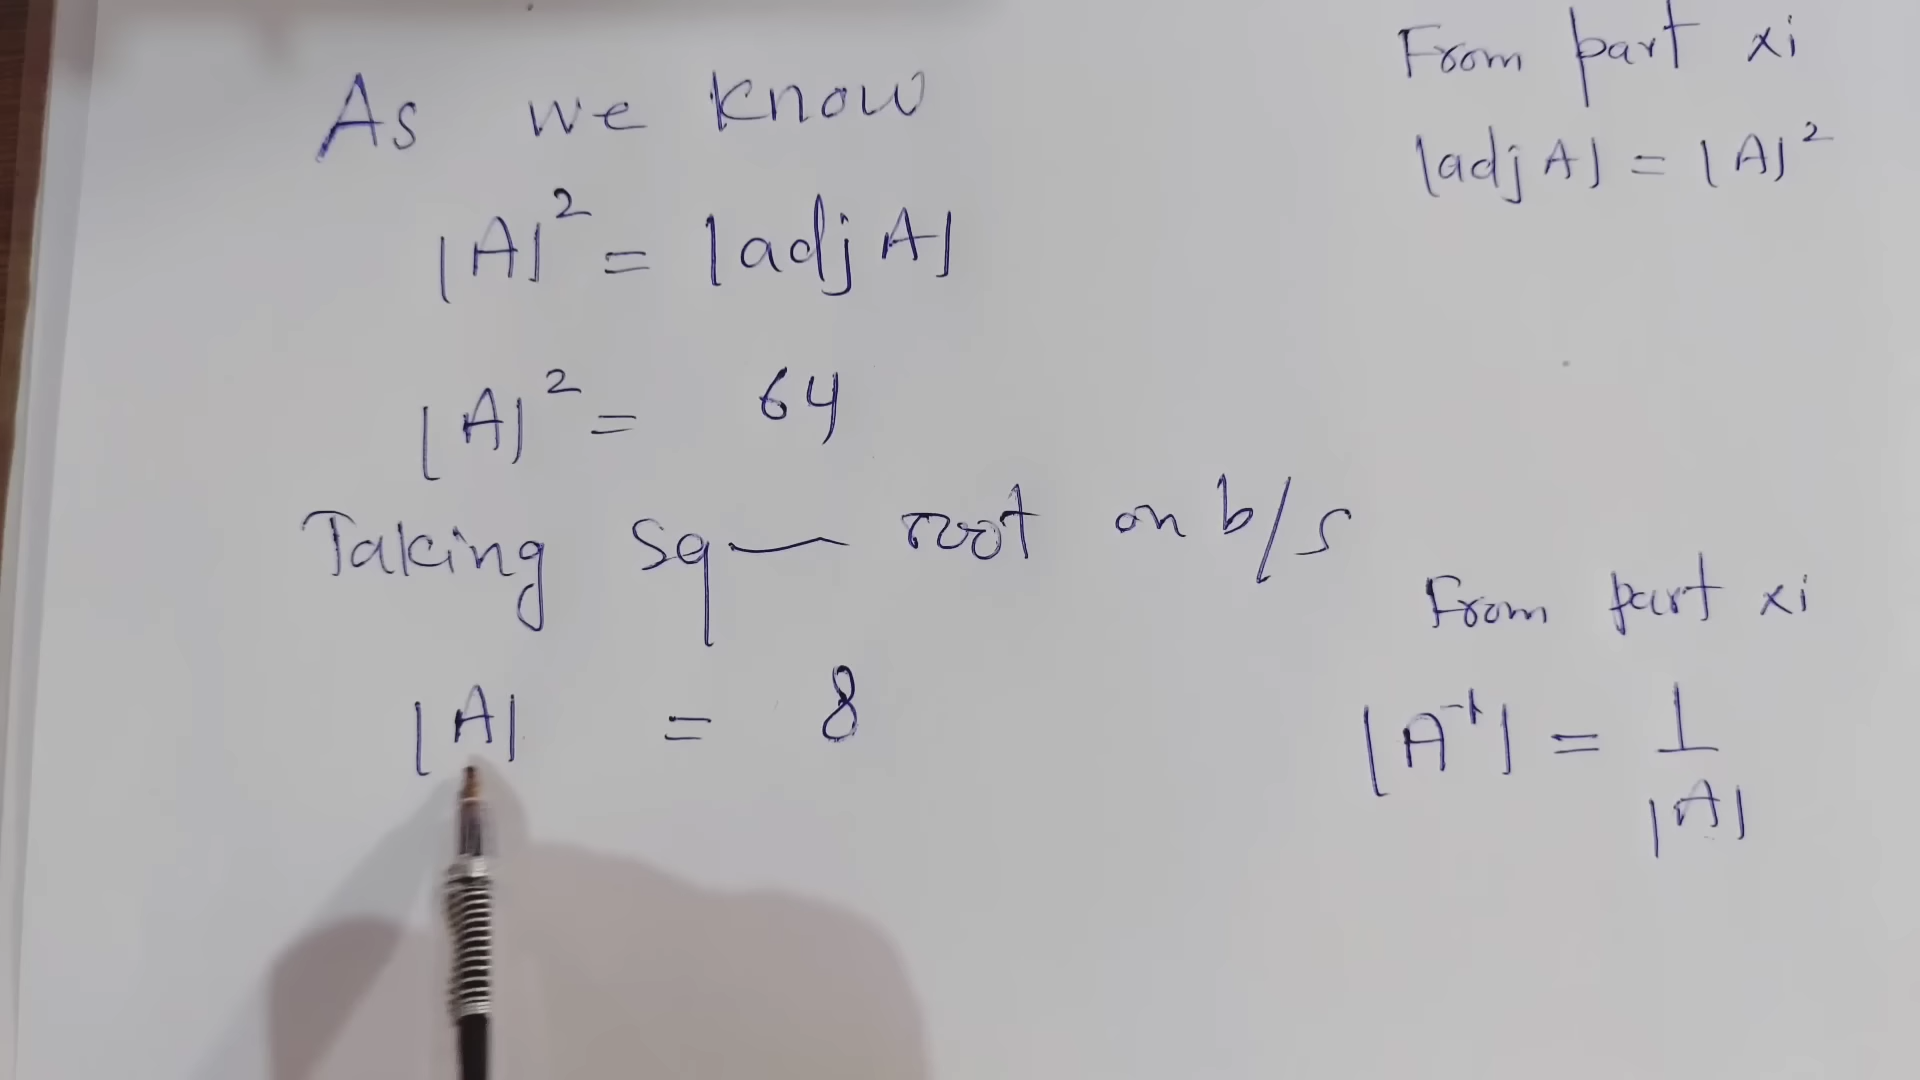 As we know
|A|² = |adj A|
|A|² = 64
Taking sq root on b/s
|A| = 8
From part xi
|adj A| = |A|²
From part xi
|A⁻¹| = 1
|A|